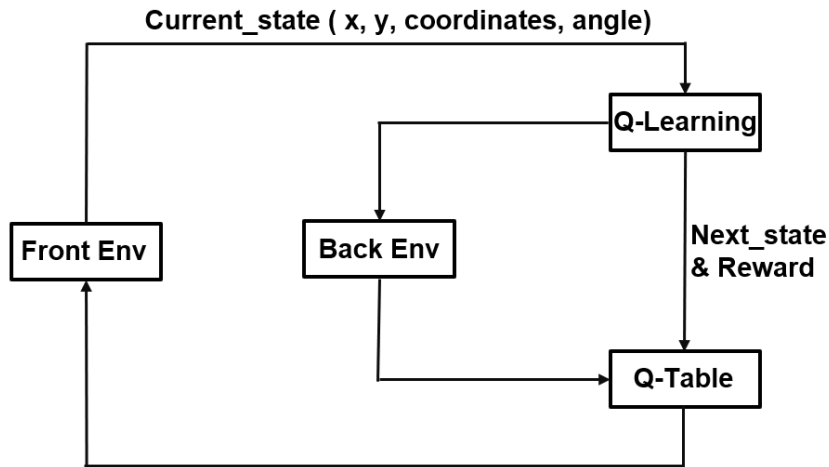 Current_state ( x, y, coordinates, angle)
Q-Learning
Front Env
Back Env
Next_state
& Reward
Q-Table